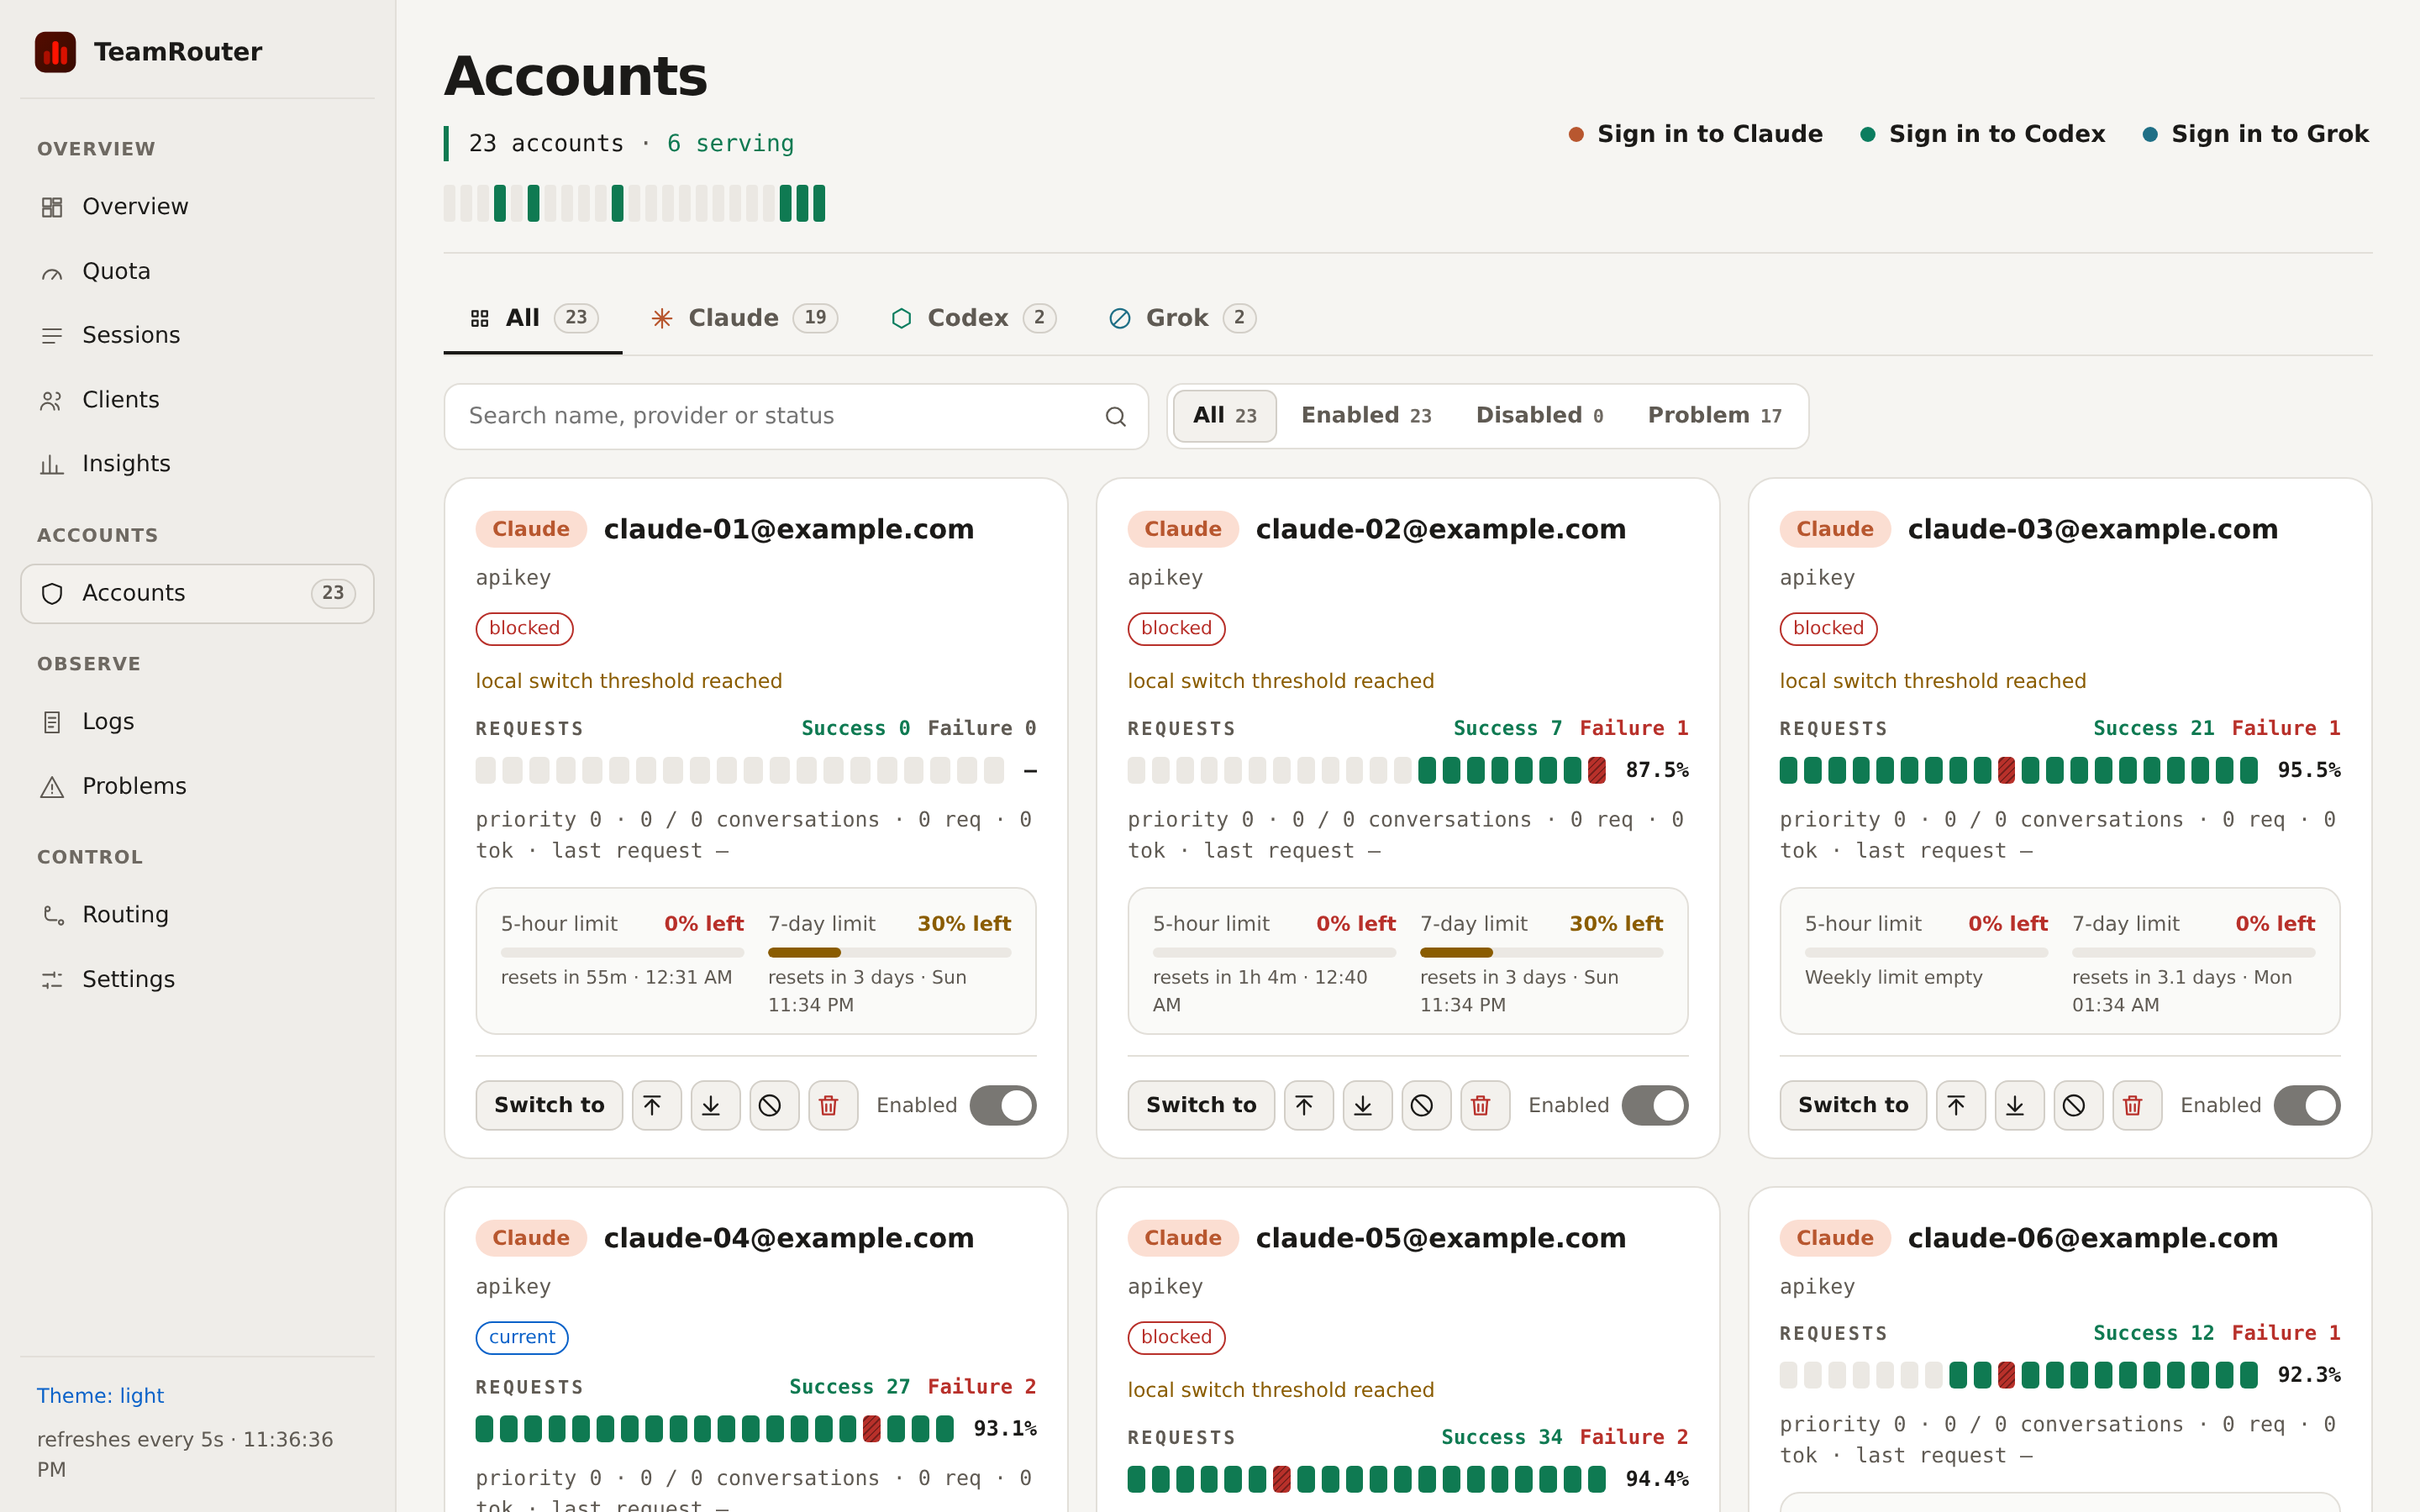 TeamRouter
OVERVIEW
Overview
Quota
Sessions
Clients
Insights
ACCOUNTS
Accounts 23
OBSERVE
Logs
Problems
CONTROL
Routing
Settings
Theme: light
refreshes every 5s · 11:36:36
PM
Accounts
23 accounts · 6 serving
Sign in to Claude Sign in to Codex Sign in to Grok
All 23 Claude 19 Codex 2 Grok 2
Search name, provider or status
All 23 Enabled 23 Disabled 0 Problem 17
Claude claude-01@example.com
apikey
blocked
local switch threshold reached
REQUESTS Success 0 Failure 0
—
priority 0 · 0 / 0 conversations · 0 req · 0
tok · last request —
5-hour limit 0% left 7-day limit 30% left
resets in 55m · 12:31 AM resets in 3 days · Sun
11:34 PM
Switch to Enabled
Claude claude-02@example.com
apikey
blocked
local switch threshold reached
REQUESTS Success 7 Failure 1
87.5%
priority 0 · 0 / 0 conversations · 0 req · 0
tok · last request —
5-hour limit 0% left 7-day limit 30% left
resets in 1h 4m · 12:40 resets in 3 days · Sun
AM 11:34 PM
Switch to Enabled
Claude claude-03@example.com
apikey
blocked
local switch threshold reached
REQUESTS Success 21 Failure 1
95.5%
priority 0 · 0 / 0 conversations · 0 req · 0
tok · last request —
5-hour limit 0% left 7-day limit 0% left
Weekly limit empty resets in 3.1 days · Mon
01:34 AM
Switch to Enabled
Claude claude-04@example.com
apikey
current
REQUESTS Success 27 Failure 2
93.1%
priority 0 · 0 / 0 conversations · 0 req · 0
tok · last request —
Claude claude-05@example.com
apikey
blocked
local switch threshold reached
REQUESTS Success 34 Failure 2
94.4%
Claude claude-06@example.com
apikey
REQUESTS Success 12 Failure 1
92.3%
priority 0 · 0 / 0 conversations · 0 req · 0
tok · last request —